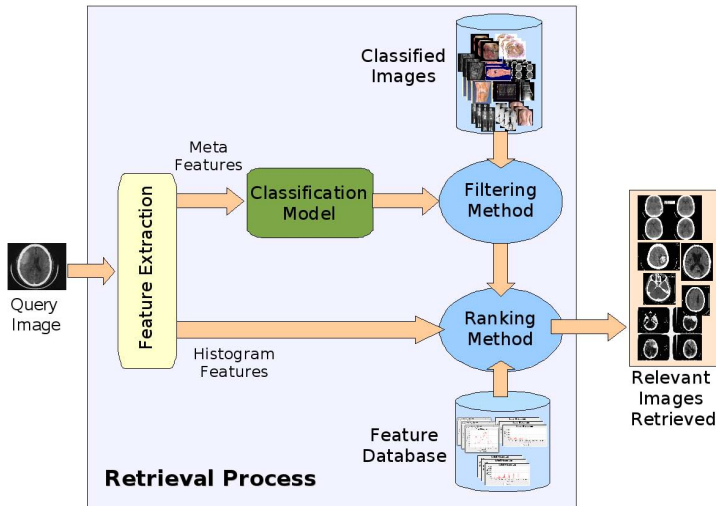 Classified
Images
Meta
Features
Classification
Model
Filtering
Method
Feature Extraction
Query
Image
Ranking
Method
Histogram
Features
Relevant
Images
Retrieved
Feature
Database
Retrieval Process